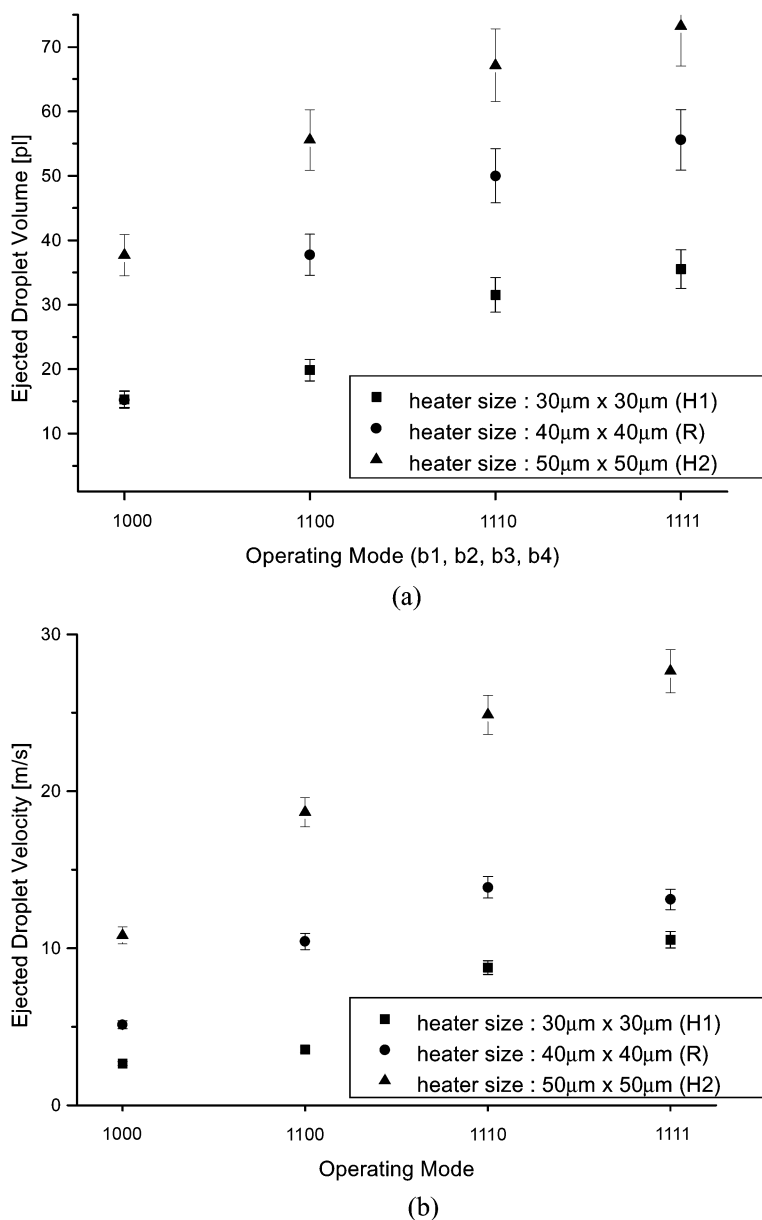 Ejected Droplet Volume [pl]
70
60
50
40
30
20
10
heater size : 30μm x 30μm (H1)
heater size : 40μm x 40μm (R)
heater size : 50μm x 50μm (H2)
1000 1100 1110 1111
Operating Mode (b1, b2, b3, b4)
(a)
Ejected Droplet Velocity [m/s]
30
20
10
0
heater size : 30μm x 30μm (H1)
heater size : 40μm x 40μm (R)
heater size : 50μm x 50μm (H2)
1000 1100 1110 1111
Operating Mode
(b)